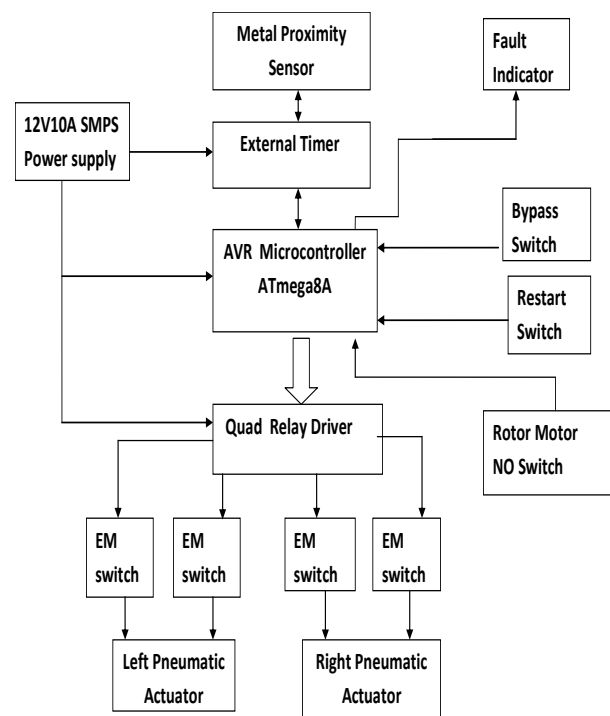 Metal Proximity
Sensor
Fault
Indicator
12V10A SMPS
Power supply
External Timer
Bypass
Switch
AVR Microcontroller
ATmega8A
Restart
Switch
Quad Relay Driver
Rotor Motor
NO Switch
EM
switch
EM
switch
EM
switch
EM
switch
Left Pneumatic
Actuator
Right Pneumatic
Actuator